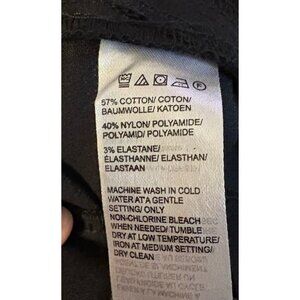 57% COTTON/ COTON/
BAUMWOLLE/ KATOEN
40% NYLON/ POLYAMIDE/
POLYAMID/ POLYAMIDE
3% ELASTANE/
ÉLASTHANNE/ ELASTHAN/
ELASTAAN
MACHINE WASH IN COLD
WATER AT A GENTLE
SETTING/ ONLY
NON-CHLORINE BLEACH
WHEN NEEDED/ TUMBLE
DRY AT LOW TEMPERATURE/
IRON AT MEDIUM SETTING/
DRY CLEAN